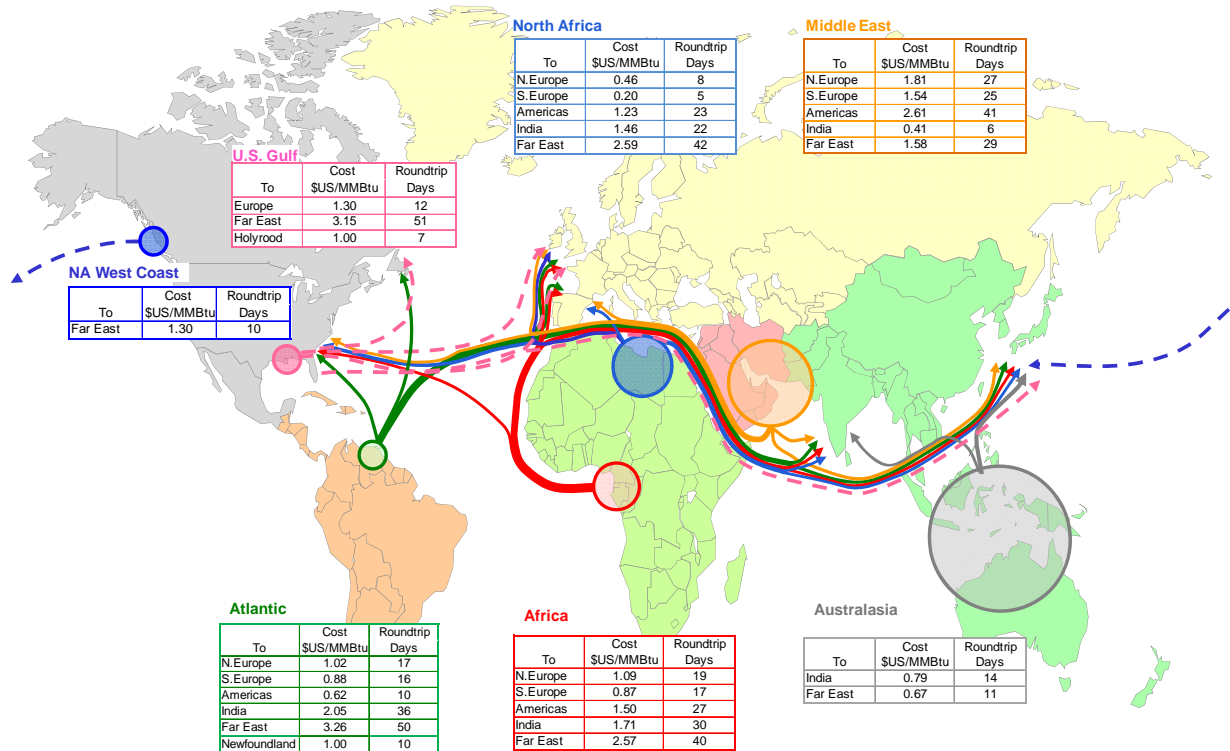 North Africa
To Cost $US/MMBtu Roundtrip Days
N.Europe 0.46 8
S.Europe 0.20 5
Americas 1.23 23
India 1.46 22
Far East 2.59 42
Middle East
To Cost $US/MMBtu Roundtrip Days
N.Europe 1.81 27
S.Europe 1.54 25
Americas 2.61 41
India 0.41 6
Far East 1.58 29
U.S. Gulf
To Cost $US/MMBtu Roundtrip Days
Europe 1.30 12
Far East 3.15 51
Holyrood 1.00 7
NA West Coast
To Cost $US/MMBtu Roundtrip Days
Far East 1.30 10
Atlantic
To Cost $US/MMBtu Roundtrip Days
N.Europe 1.02 17
S.Europe 0.88 16
Americas 0.62 10
India 2.05 36
Far East 3.26 50
Newfoundland 1.00 10
Africa
To Cost $US/MMBtu Roundtrip Days
N.Europe 1.09 19
S.Europe 0.87 17
Americas 1.50 27
India 1.71 30
Far East 2.57 40
Australasia
To Cost $US/MMBtu Roundtrip Days
India 0.79 14
Far East 0.67 11